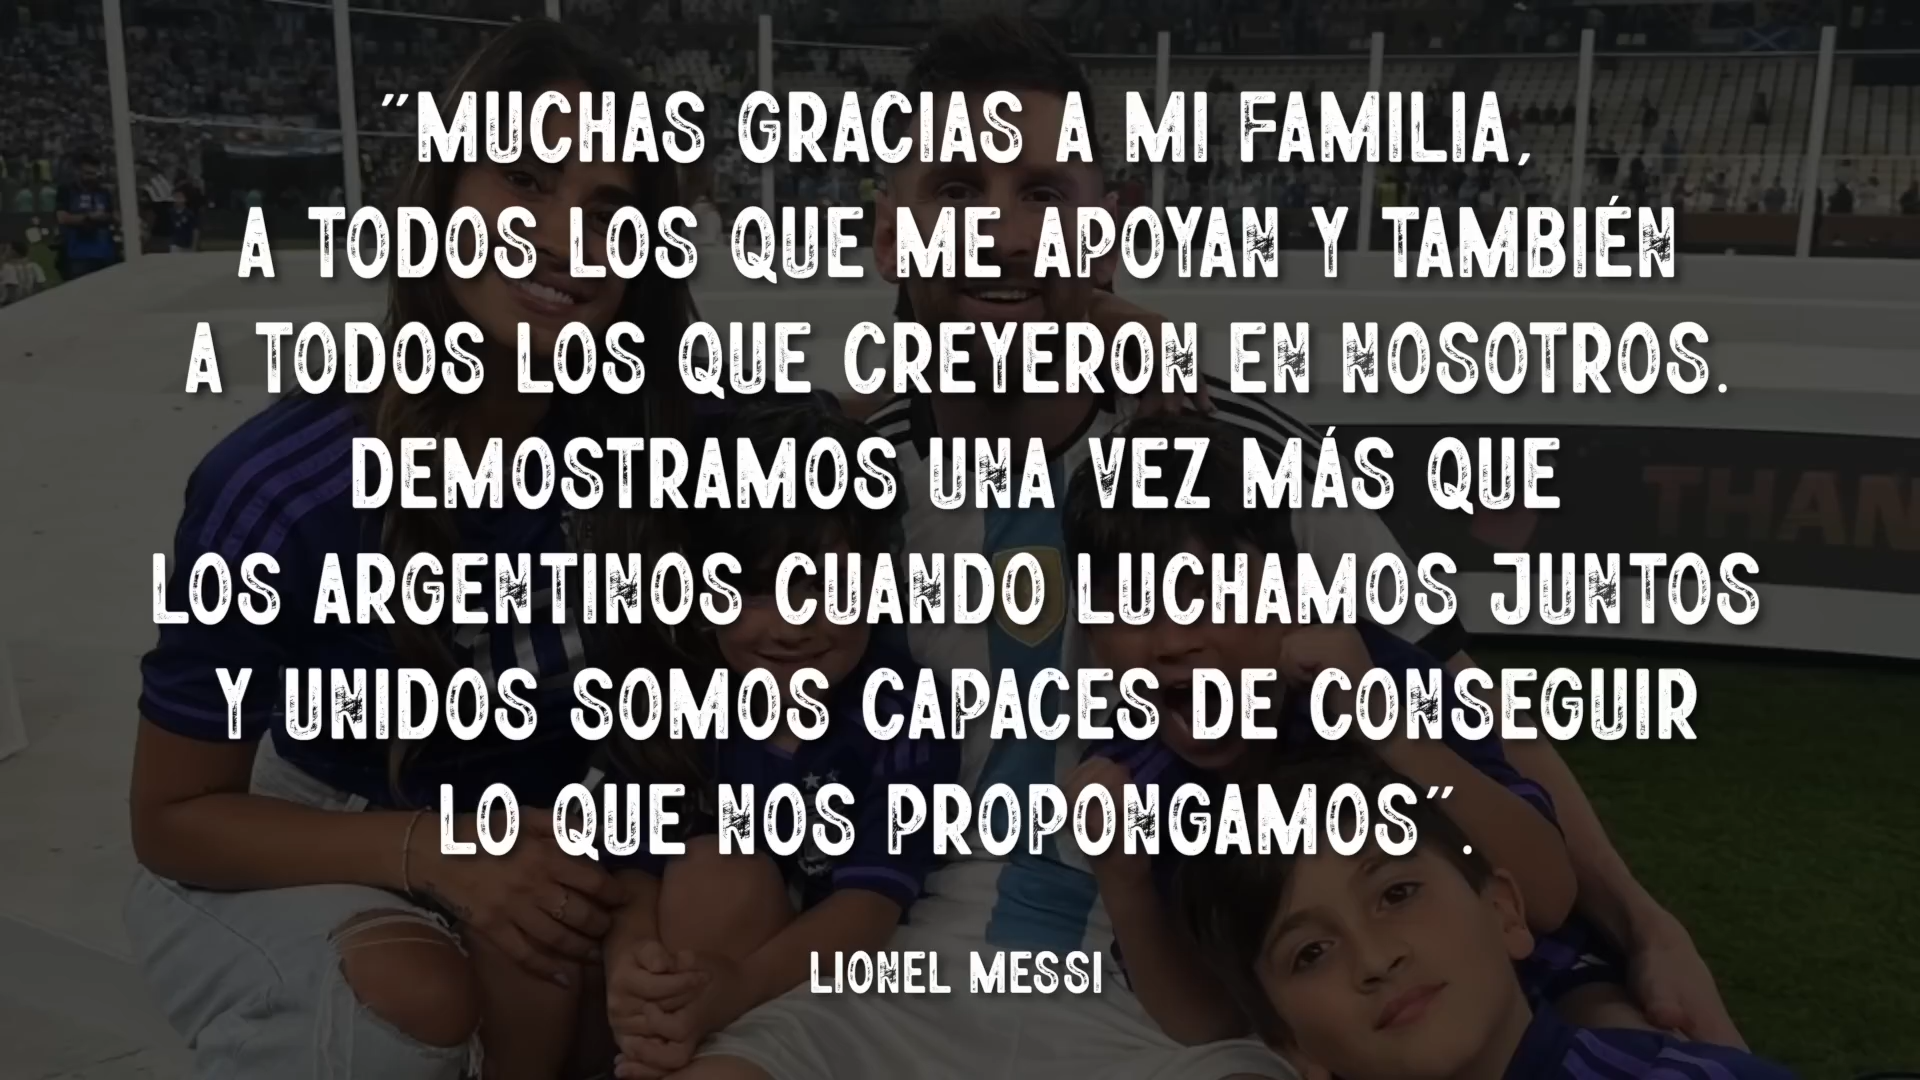 "MUCHAS GRACIAS A MI FAMILIA,
A TODOS LOS QUE ME APOYAN Y TAMBIÉN
A TODOS LOS QUE CREYERON EN NOSOTROS.
DEMOSTRAMOS UNA VEZ MÁS QUE
LOS ARGENTINOS CUANDO LUCHAMOS JUNTOS
Y UNIDOS SOMOS CAPACES DE CONSEGUIR
LO QUE NOS PROPONGAMOS".
LIONEL MESSI